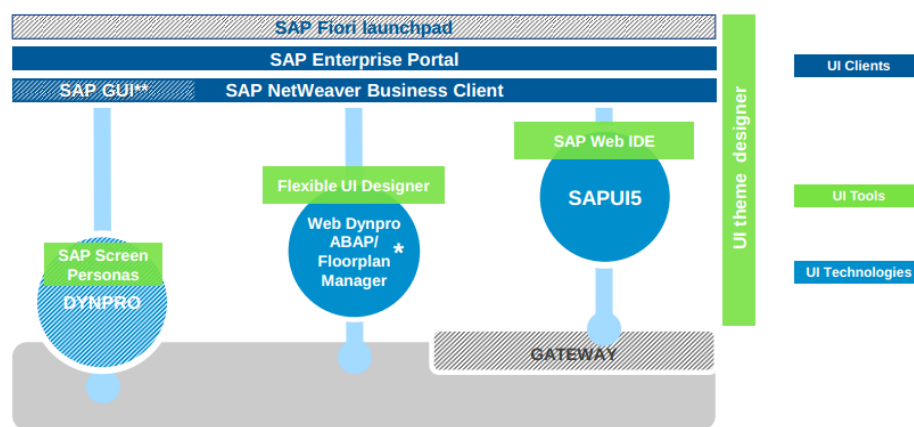 SAP Fiori launchpad
SAP Enterprise Portal
SAP GUI**
SAP NetWeaver Business Client
UI Clients
SAP Web IDE
UI theme designer
Flexible UI Designer
SAPUI5
UI Tools
Web Dynpro
ABAP/
Floorplan *
Manager
SAP Screen
Personas
DYNPRO
UI Technologies
GATEWAY